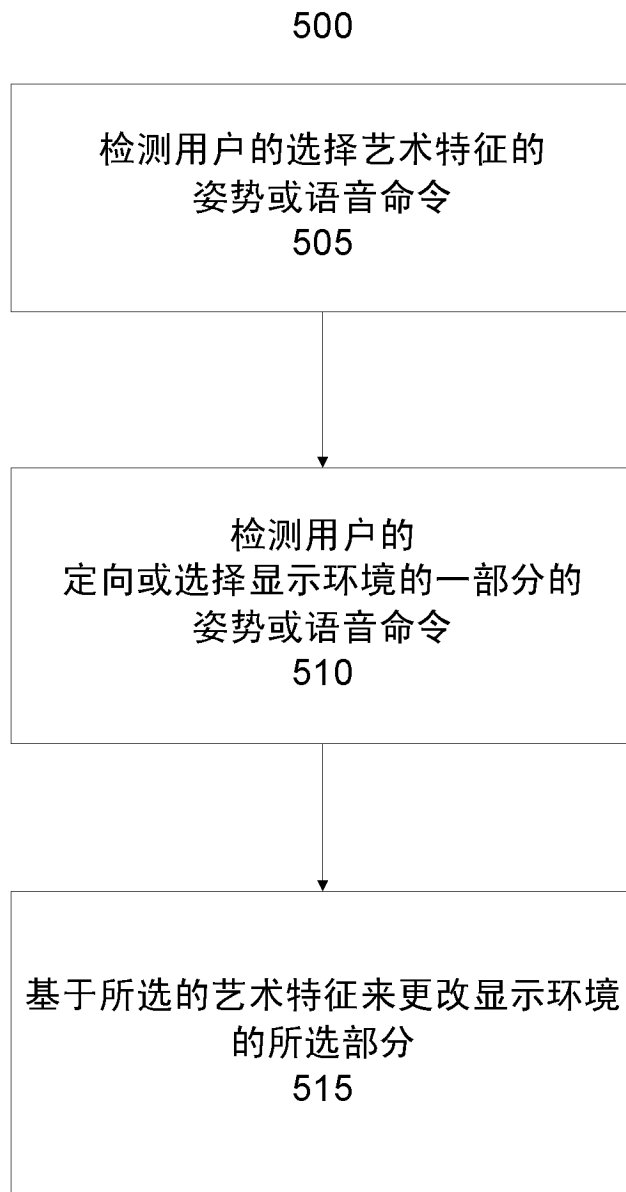 500
检测用户的选择艺术特征的
姿势或语音命令
505
检测用户的
定向或选择显示环境的一部分的
姿势或语音命令
510
基于所选的艺术特征来更改显示环境
的所选部分
515